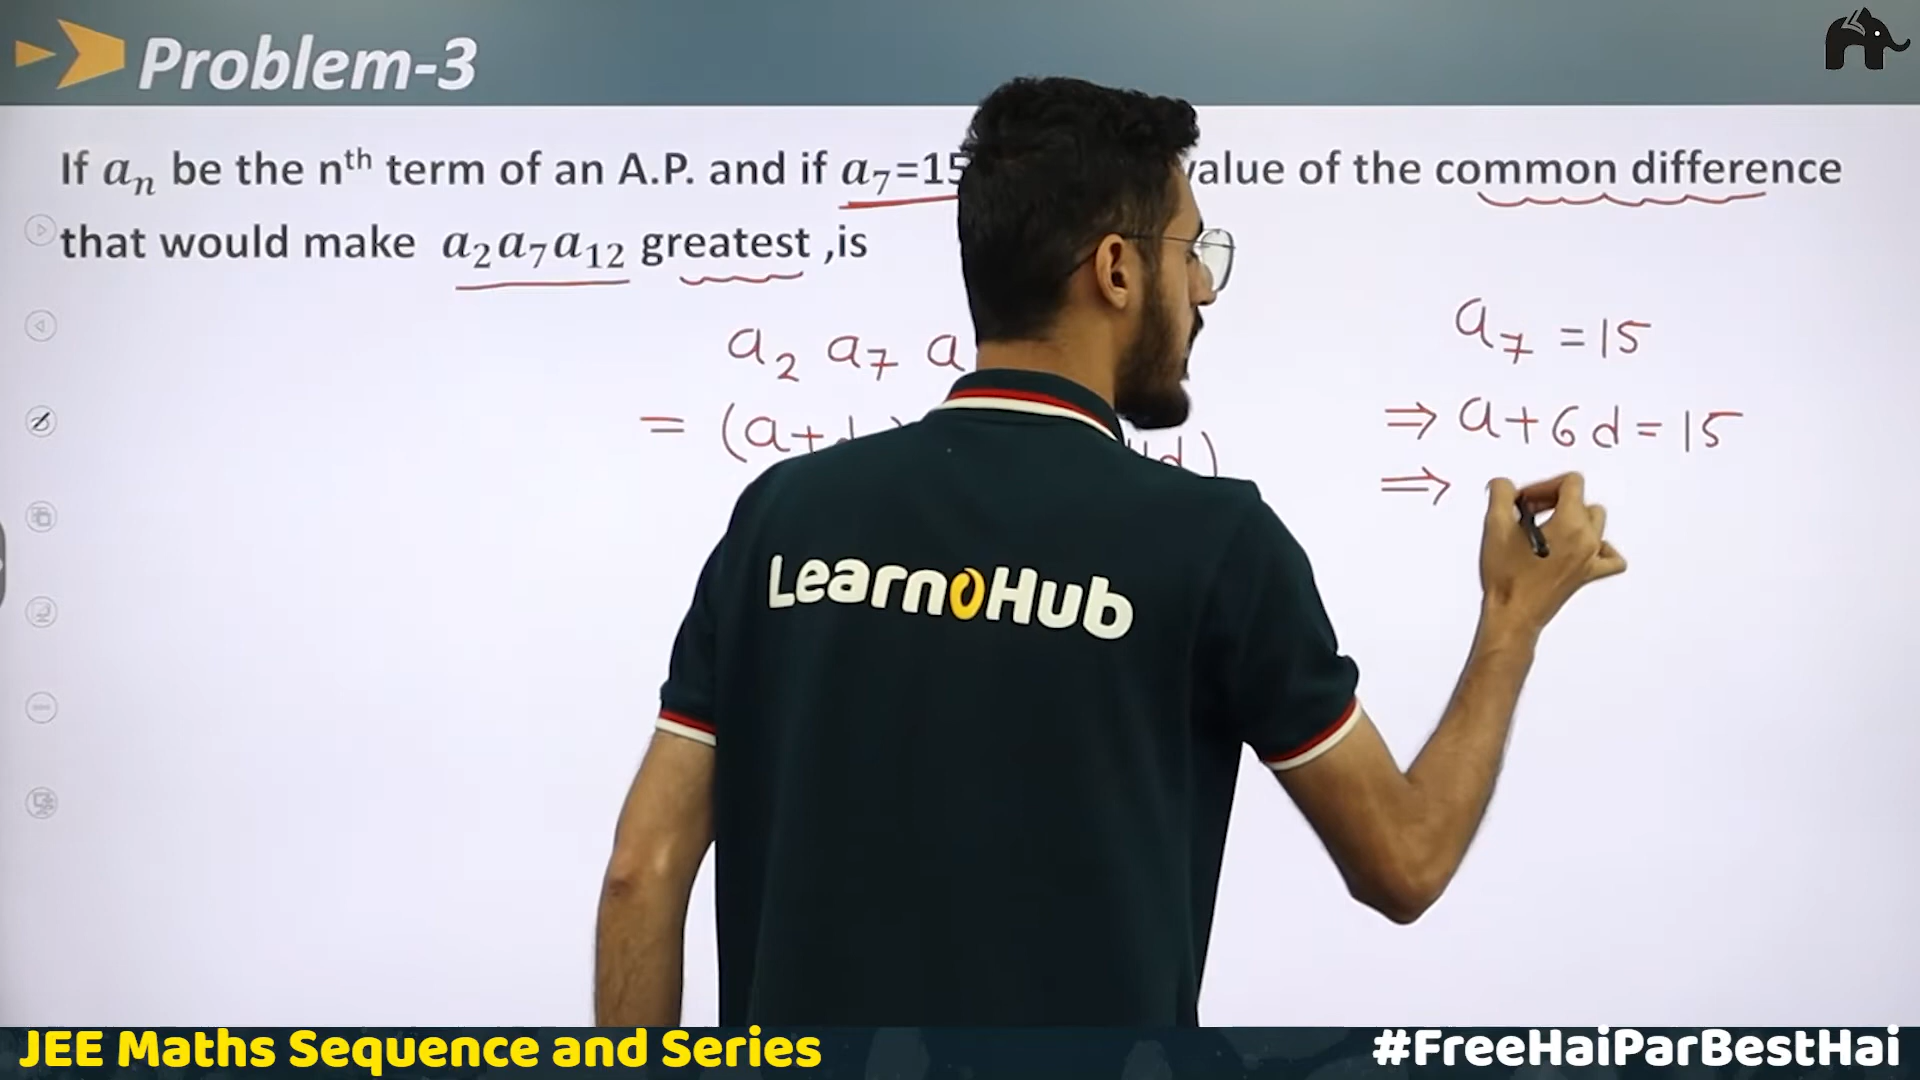 Problem-3
If aₙ be the nᵗʰ term of an A.P. and if a₇=15 value of the common difference
that would make a₂a₇a₁₂ greatest ,is
a₂ a₇ a
a₇ = 15
= (a+ d)
⇒ a+6d = 15
⇒
LearnoHub
JEE Maths Sequence and Series
#FreeHaiParBestHai